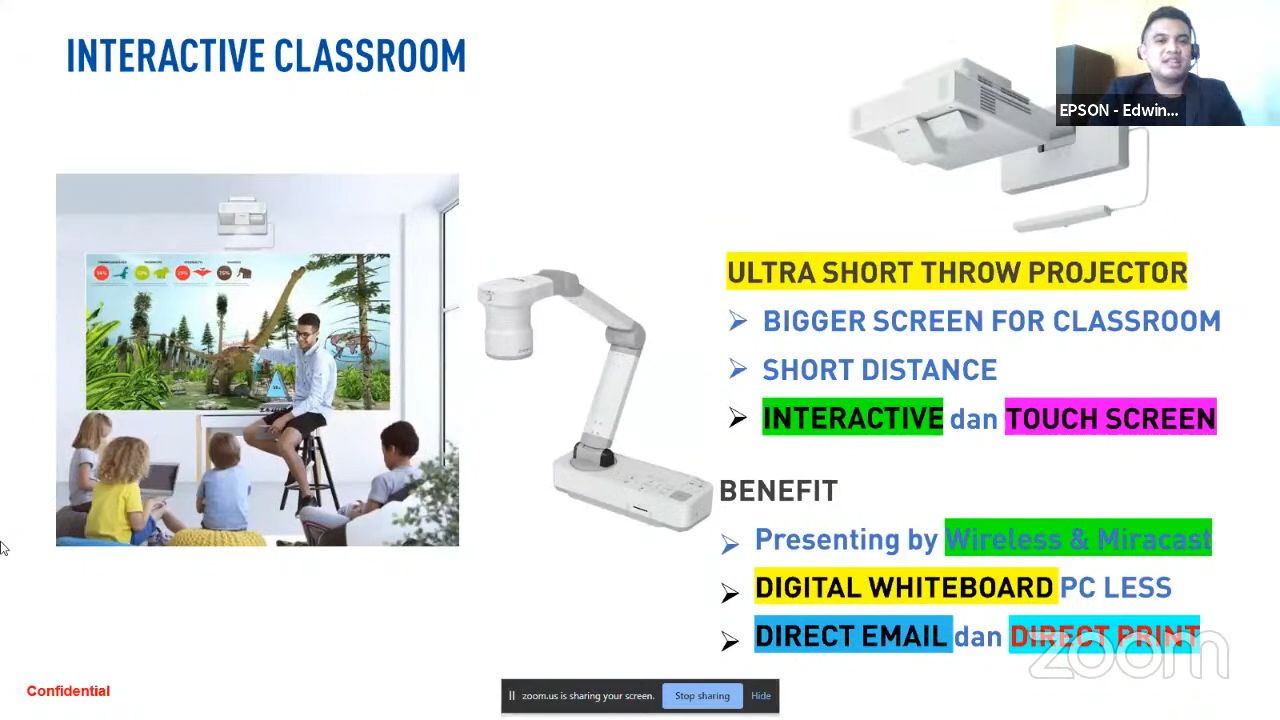 INTERACTIVE CLASSROOM
EPSON - Edwin...
ULTRA SHORT THROW PROJECTOR
BIGGER SCREEN FOR CLASSROOM
SHORT DISTANCE
INTERACTIVE dan TOUCH SCREEN
BENEFIT
Presenting by Wireless & Miracast
DIGITAL WHITEBOARD PC LESS
DIRECT EMAIL dan DIRECT PRINT
zoom
Confidential
zoom.us is sharing your screen. Stop sharing Hide